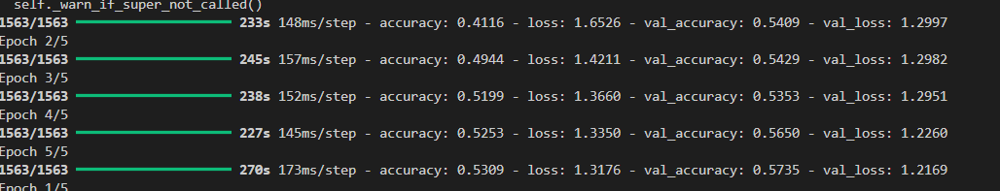 self._warn_if_super_not_called()
1563/1563 233s 148ms/step - accuracy: 0.4116 - loss: 1.6526 - val_accuracy: 0.5409 - val_loss: 1.2997
Epoch 2/5
1563/1563 245s 157ms/step - accuracy: 0.4944 - loss: 1.4211 - val_accuracy: 0.5429 - val_loss: 1.2982
Epoch 3/5
1563/1563 238s 152ms/step - accuracy: 0.5199 - loss: 1.3660 - val_accuracy: 0.5353 - val_loss: 1.2951
Epoch 4/5
1563/1563 227s 145ms/step - accuracy: 0.5253 - loss: 1.3350 - val_accuracy: 0.5650 - val_loss: 1.2260
Epoch 5/5
1563/1563 270s 173ms/step - accuracy: 0.5309 - loss: 1.3176 - val_accuracy: 0.5735 - val_loss: 1.2169
Epoch 1/5